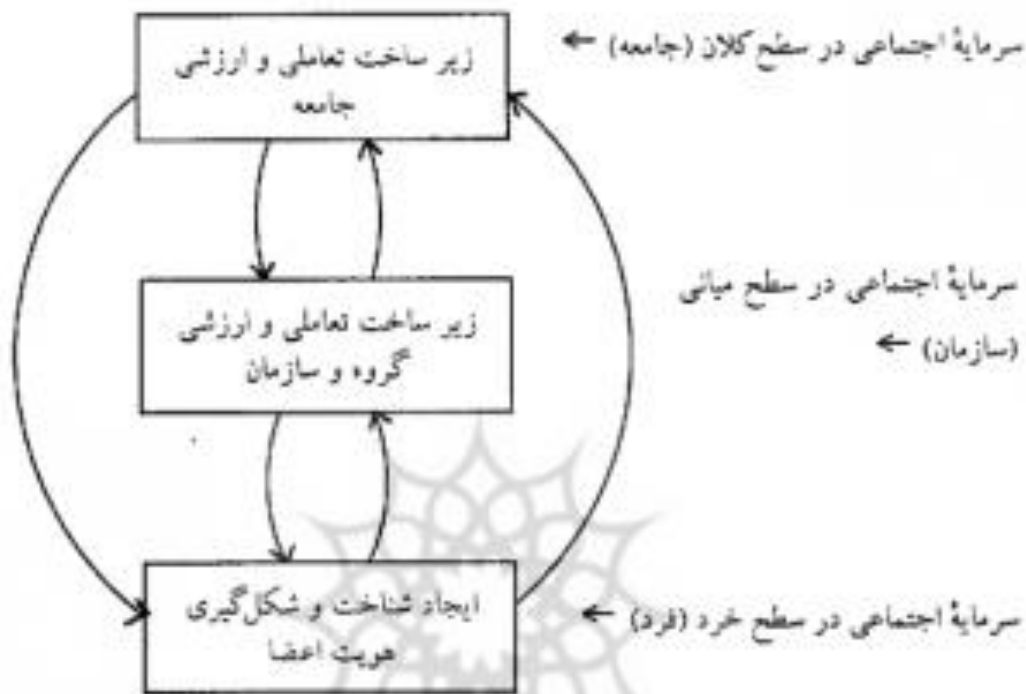 سرمایهٔ اجتماعی در سطح کلان (جامعه) ←
زیر ساخت تعاملی و ارزشی
جامعه
سرمایهٔ اجتماعی در سطح میانی
(سازمان) ←
زیر ساخت تعاملی و ارزشی
گروه و سازمان
سرمایهٔ اجتماعی در سطح خرد (فرد) ←
ایجاد شناخت و شکل‌گیری
هویت اعضا